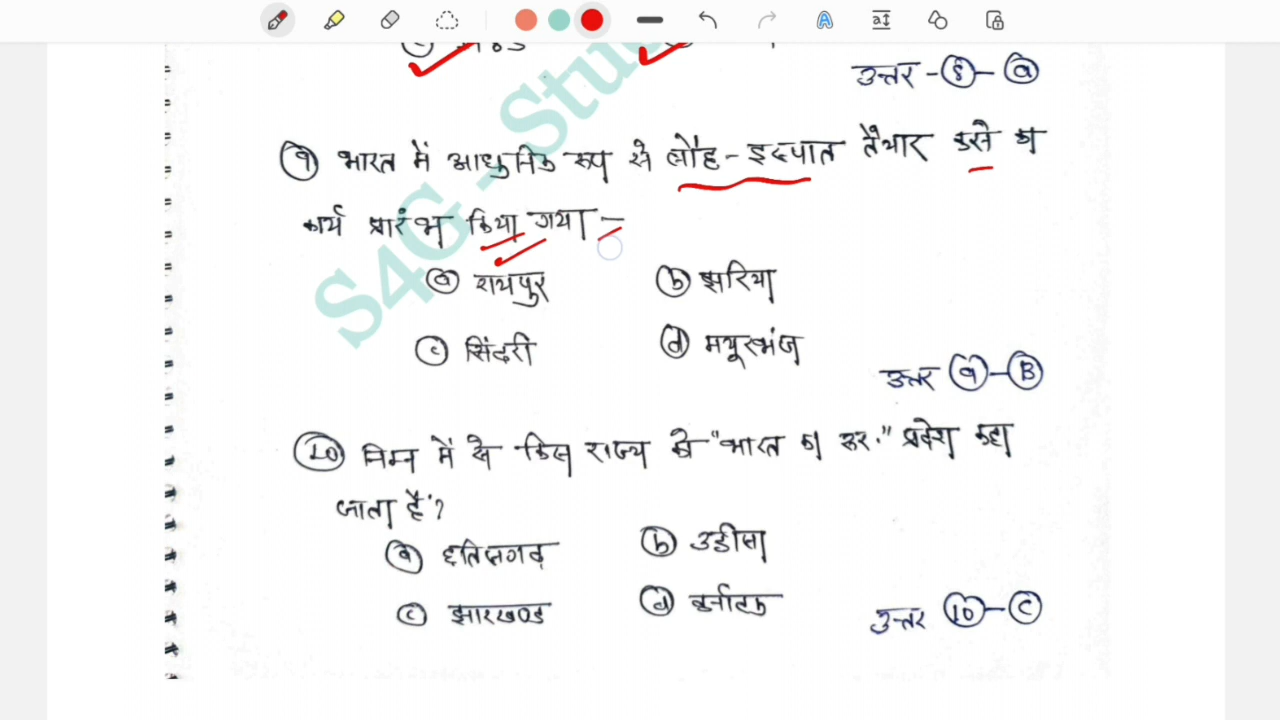 उत्तर - 8 - a
9 भारत में आधुनिक रूप से लौह - इस्पात तैयार करने का
कार्य प्रारंभ किया गया -
a रायपुर b झरिया
c सिंदरी d मयूरभंज
उत्तर 9 - B
10 निम्न में से किस राज्य को "भारत का रूर." प्रदेश कहा
जाता है?
a छत्तिसगढ़ b उड़ीसा
c झारखण्ड d कर्नाटक
उत्तर 10 - C
S4G - Stu